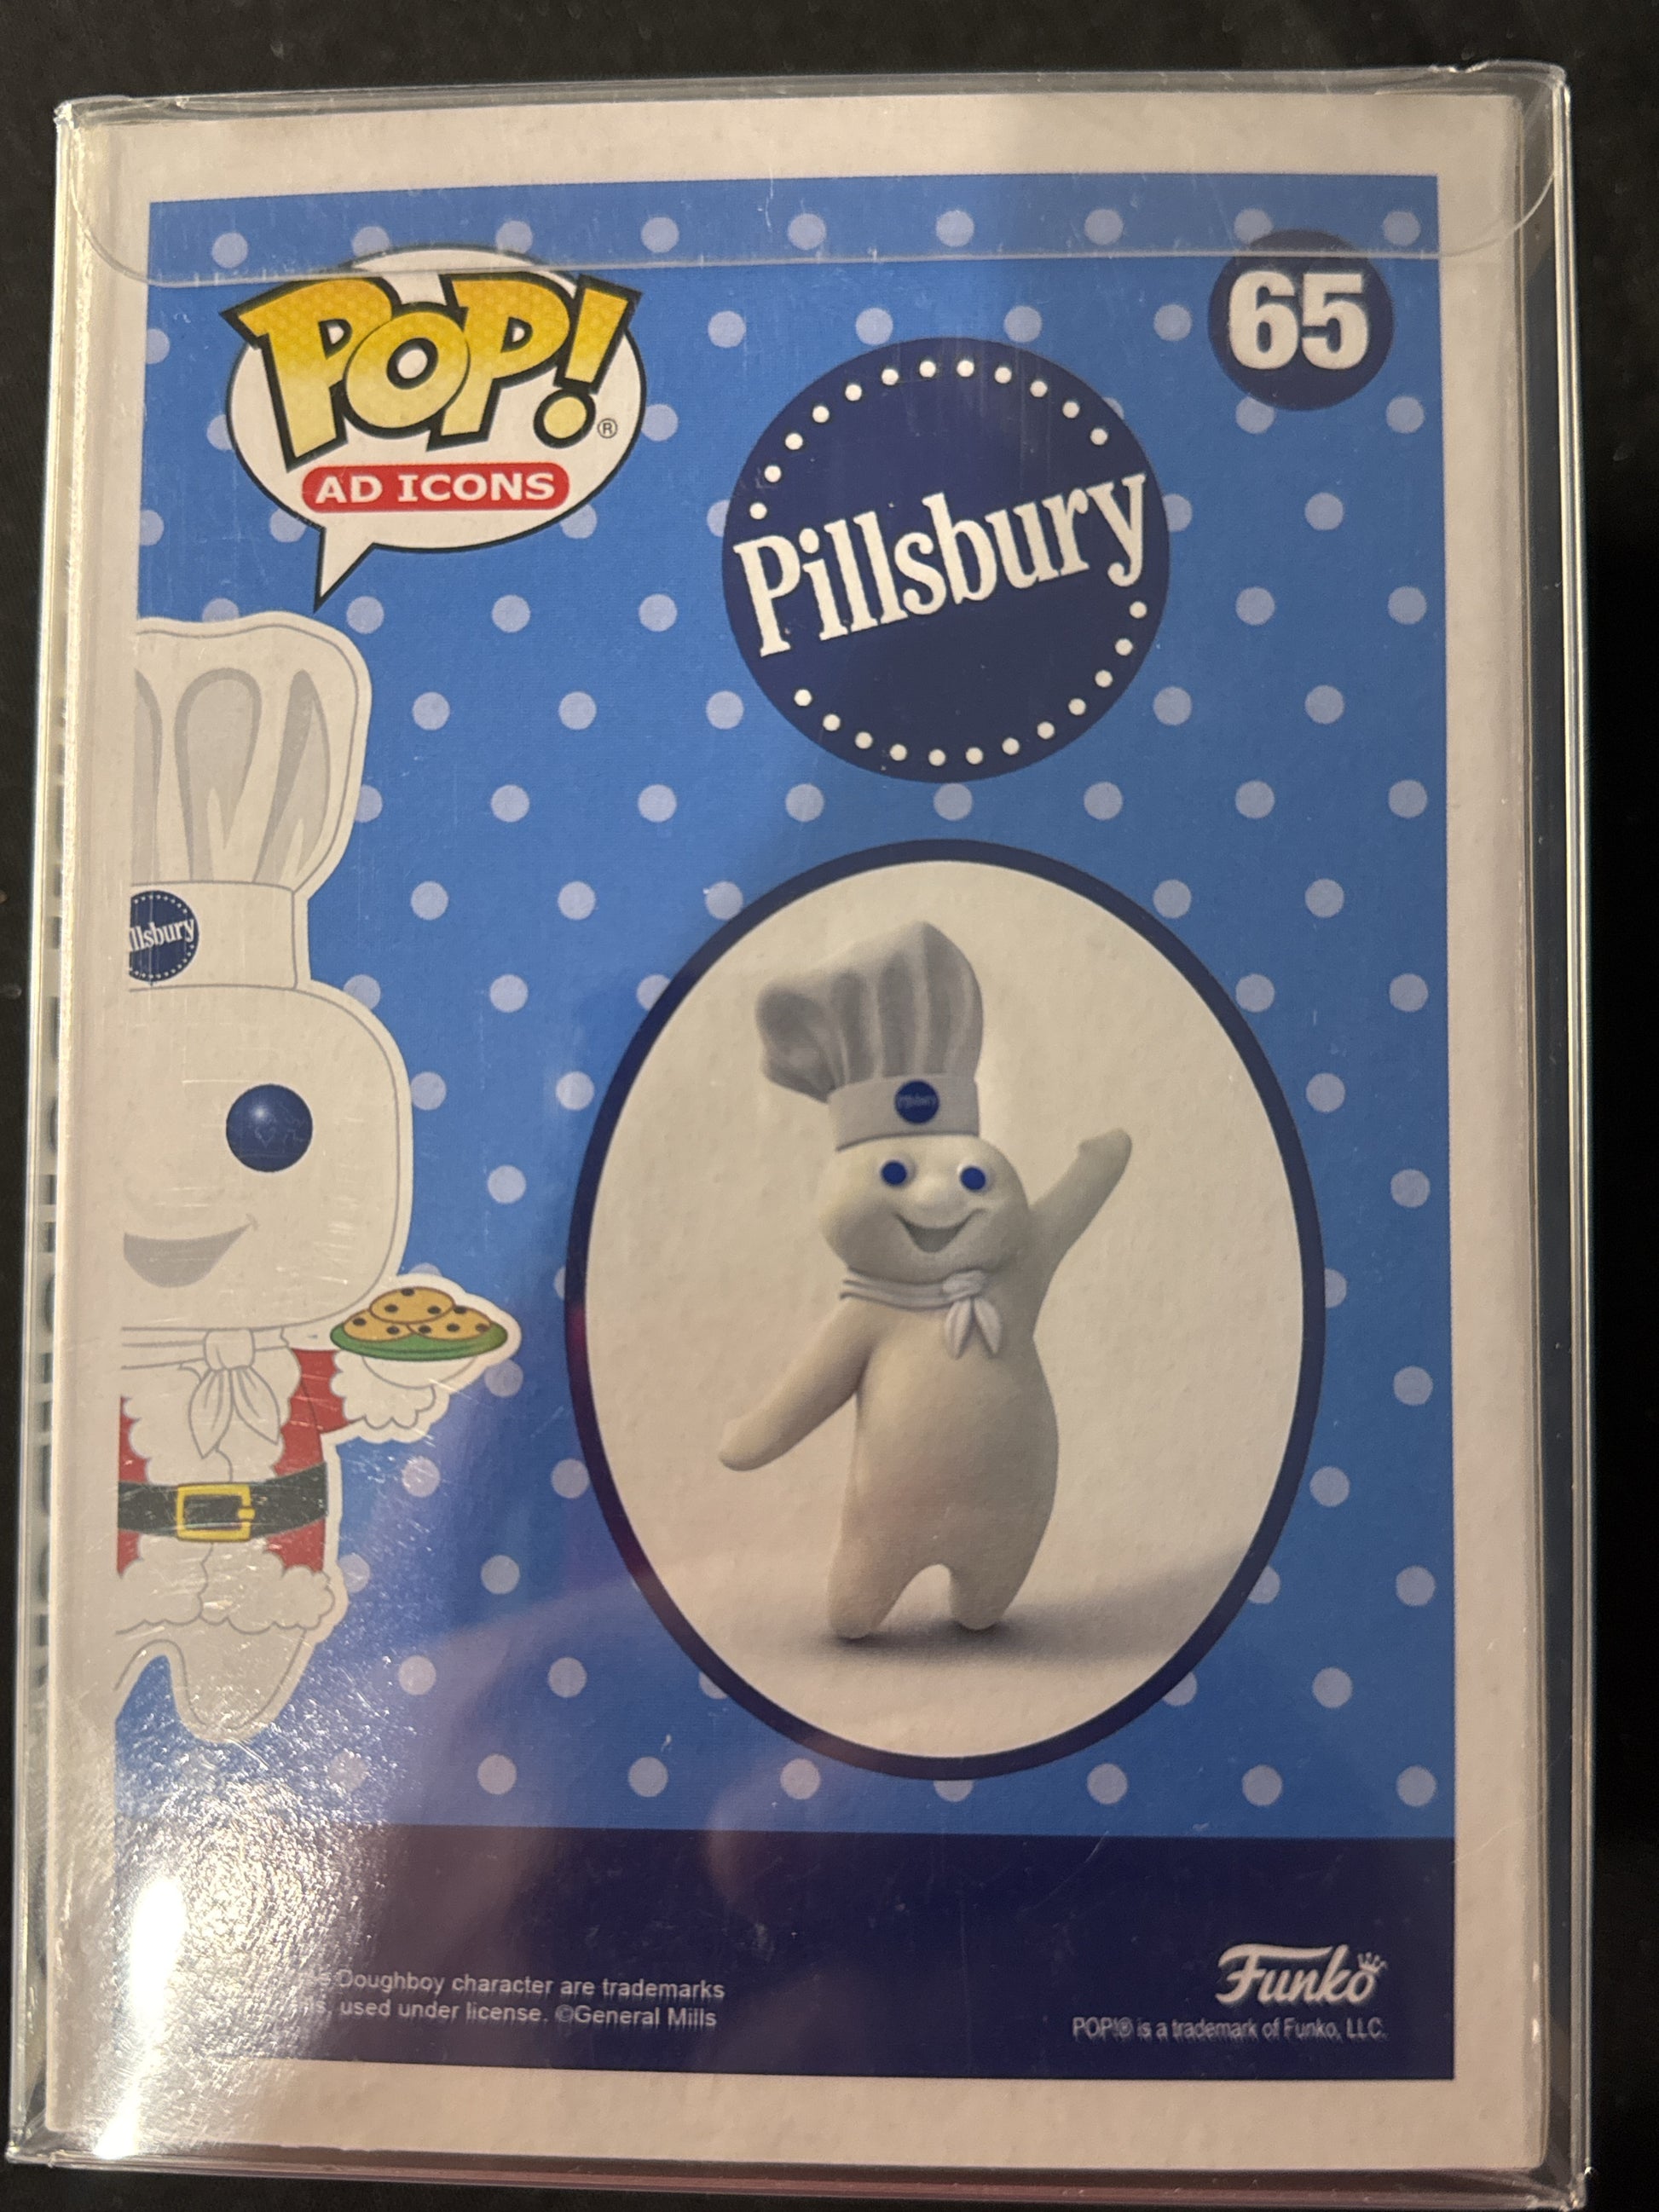 POP!®
AD ICONS
65
Pillsbury
llsbury
Pillsbury
Doughboy character are trademarks
used under license. ©General Mills
Funko
POP!® is a trademark of Funko, LLC.